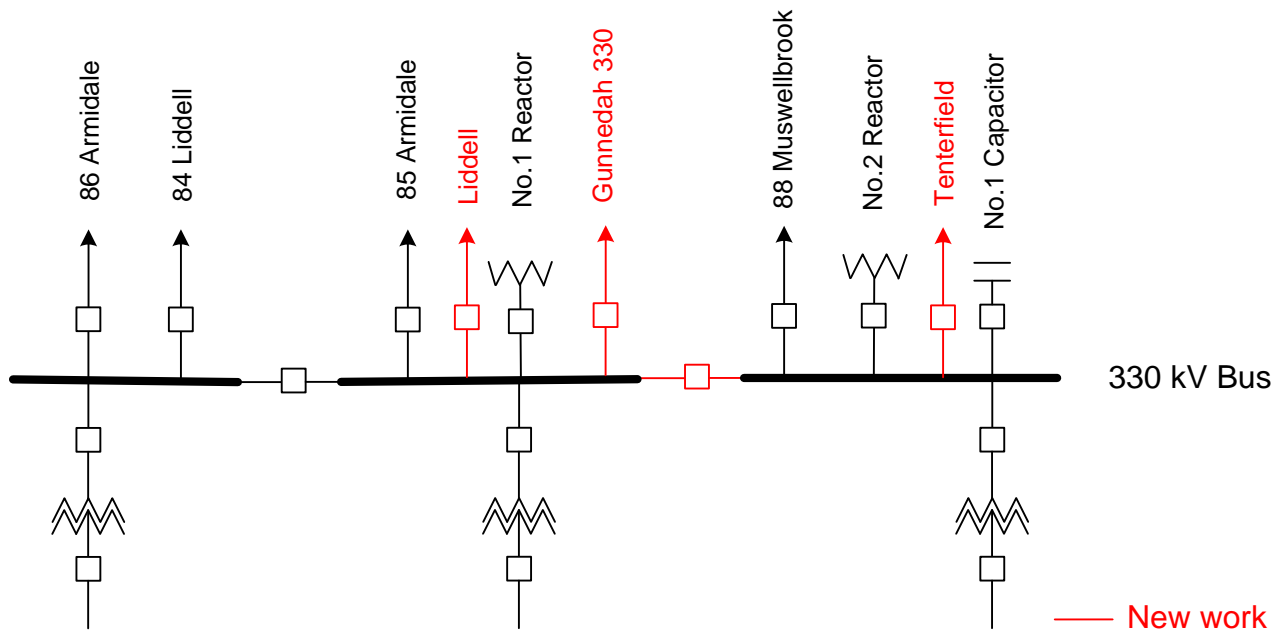 86 Armidale
84 Liddell
85 Armidale
Liddell
No.1 Reactor
Gunnedah 330
88 Muswellbrook
No.2 Reactor
Tenterfield
No.1 Capacitor
330 kV Bus
New work